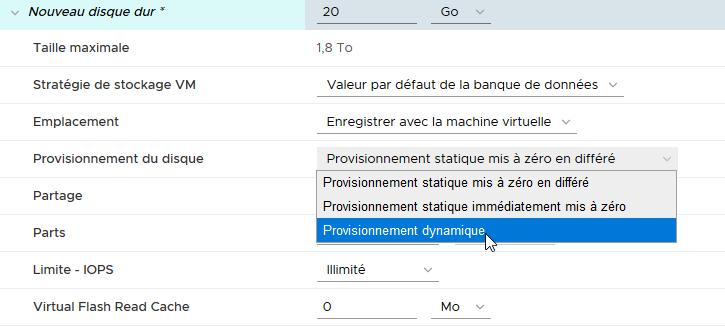 Nouveau disque dur * 20 Go
Taille maximale 1,8 To
Stratégie de stockage VM Valeur par défaut de la banque de données
Emplacement Enregistrer avec la machine virtuelle
Provisionnement du disque Provisionnement statique mis à zéro en différé
Provisionnement statique mis à zéro en différé
Partage
Provisionnement statique immédiatement mis à zéro
Parts
Provisionnement dynamique
Limite - IOPS Illimité
Virtual Flash Read Cache 0 Mo